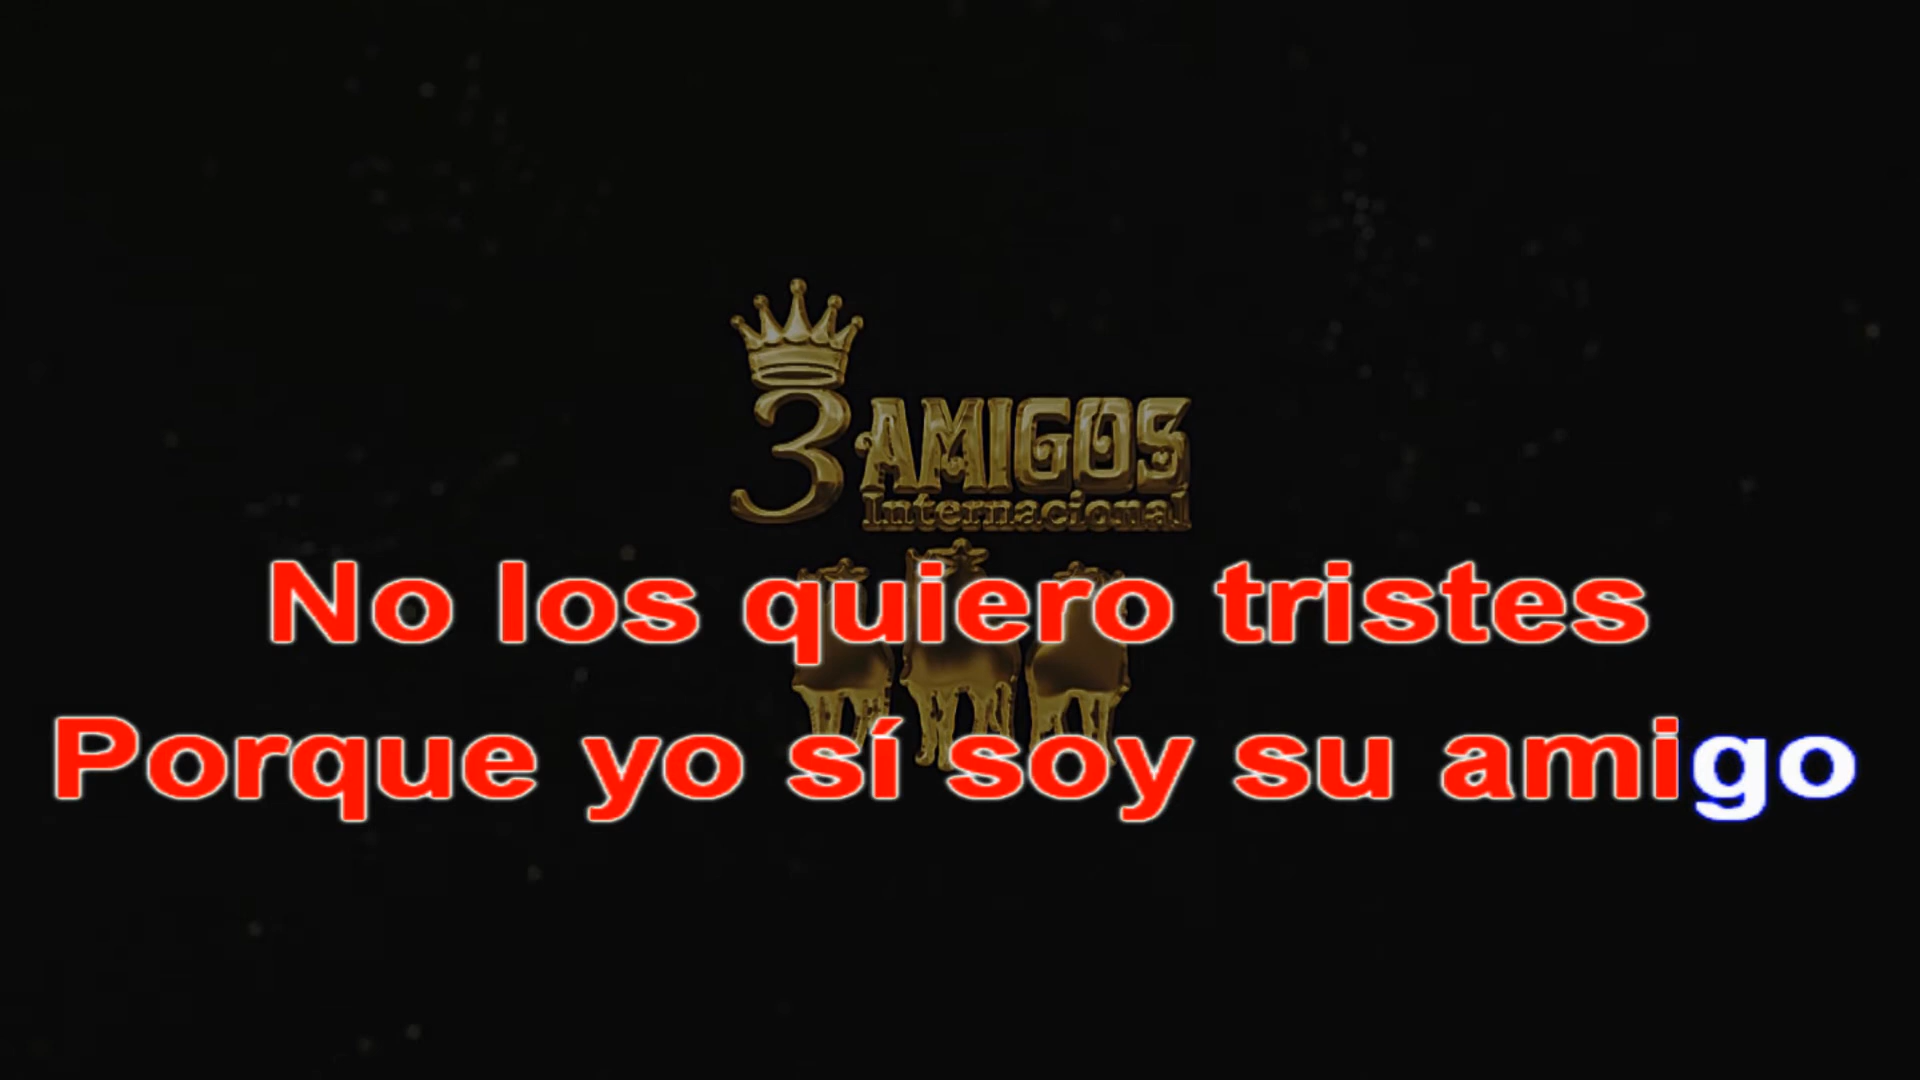 3 AMIGOS
Internacional
No los quiero tristes
Porque yo sí soy su amigo